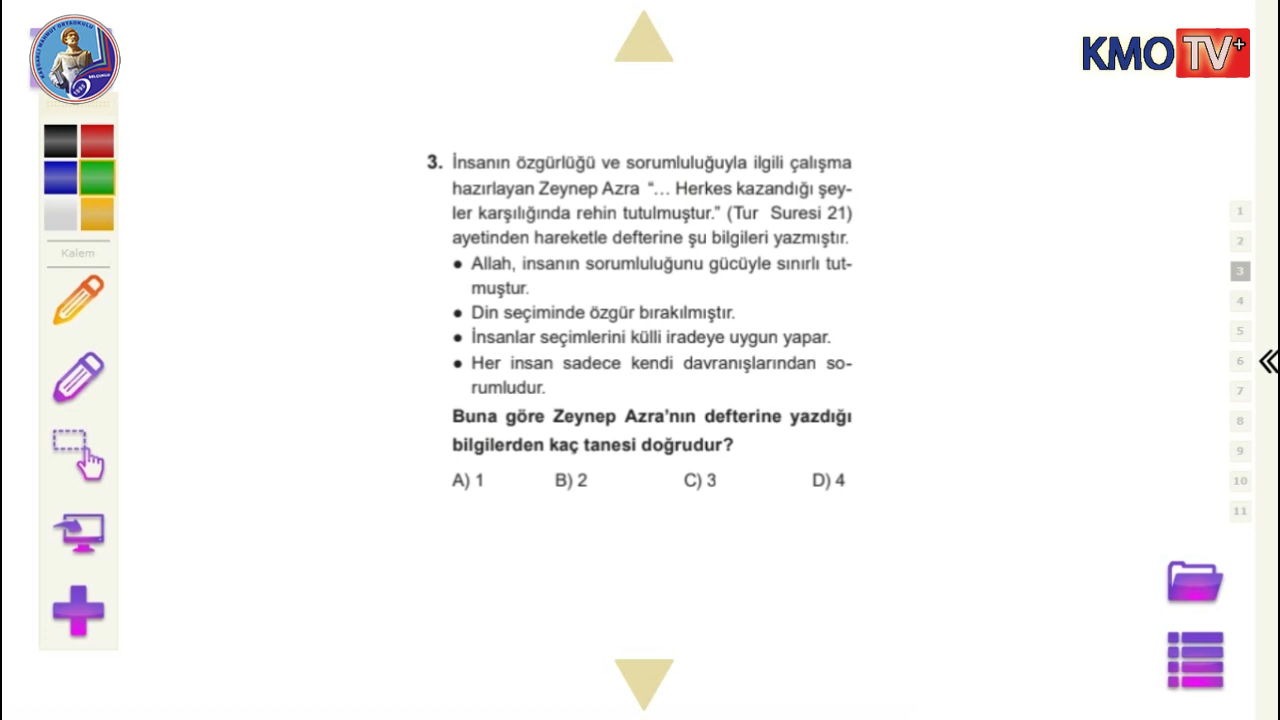 KMO TV+
3. İnsanın özgürlüğü ve sorumluluğuyla ilgili çalışma
hazırlayan Zeynep Azra “... Herkes kazandığı şey-
ler karşılığında rehin tutulmuştur.” (Tur Suresi 21)
ayetinden hareketle defterine şu bilgileri yazmıştır.
● Allah, insanın sorumluluğunu gücüyle sınırlı tut-
muştur.
● Din seçiminde özgür bırakılmıştır.
● İnsanlar seçimlerini külli iradeye uygun yapar.
● Her insan sadece kendi davranışlarından so-
rumludur.
Buna göre Zeynep Azra’nın defterine yazdığı
bilgilerden kaç tanesi doğrudur?
A) 1 B) 2 C) 3 D) 4
Kalem
1
2
3
4
5
6
7
8
9
10
11